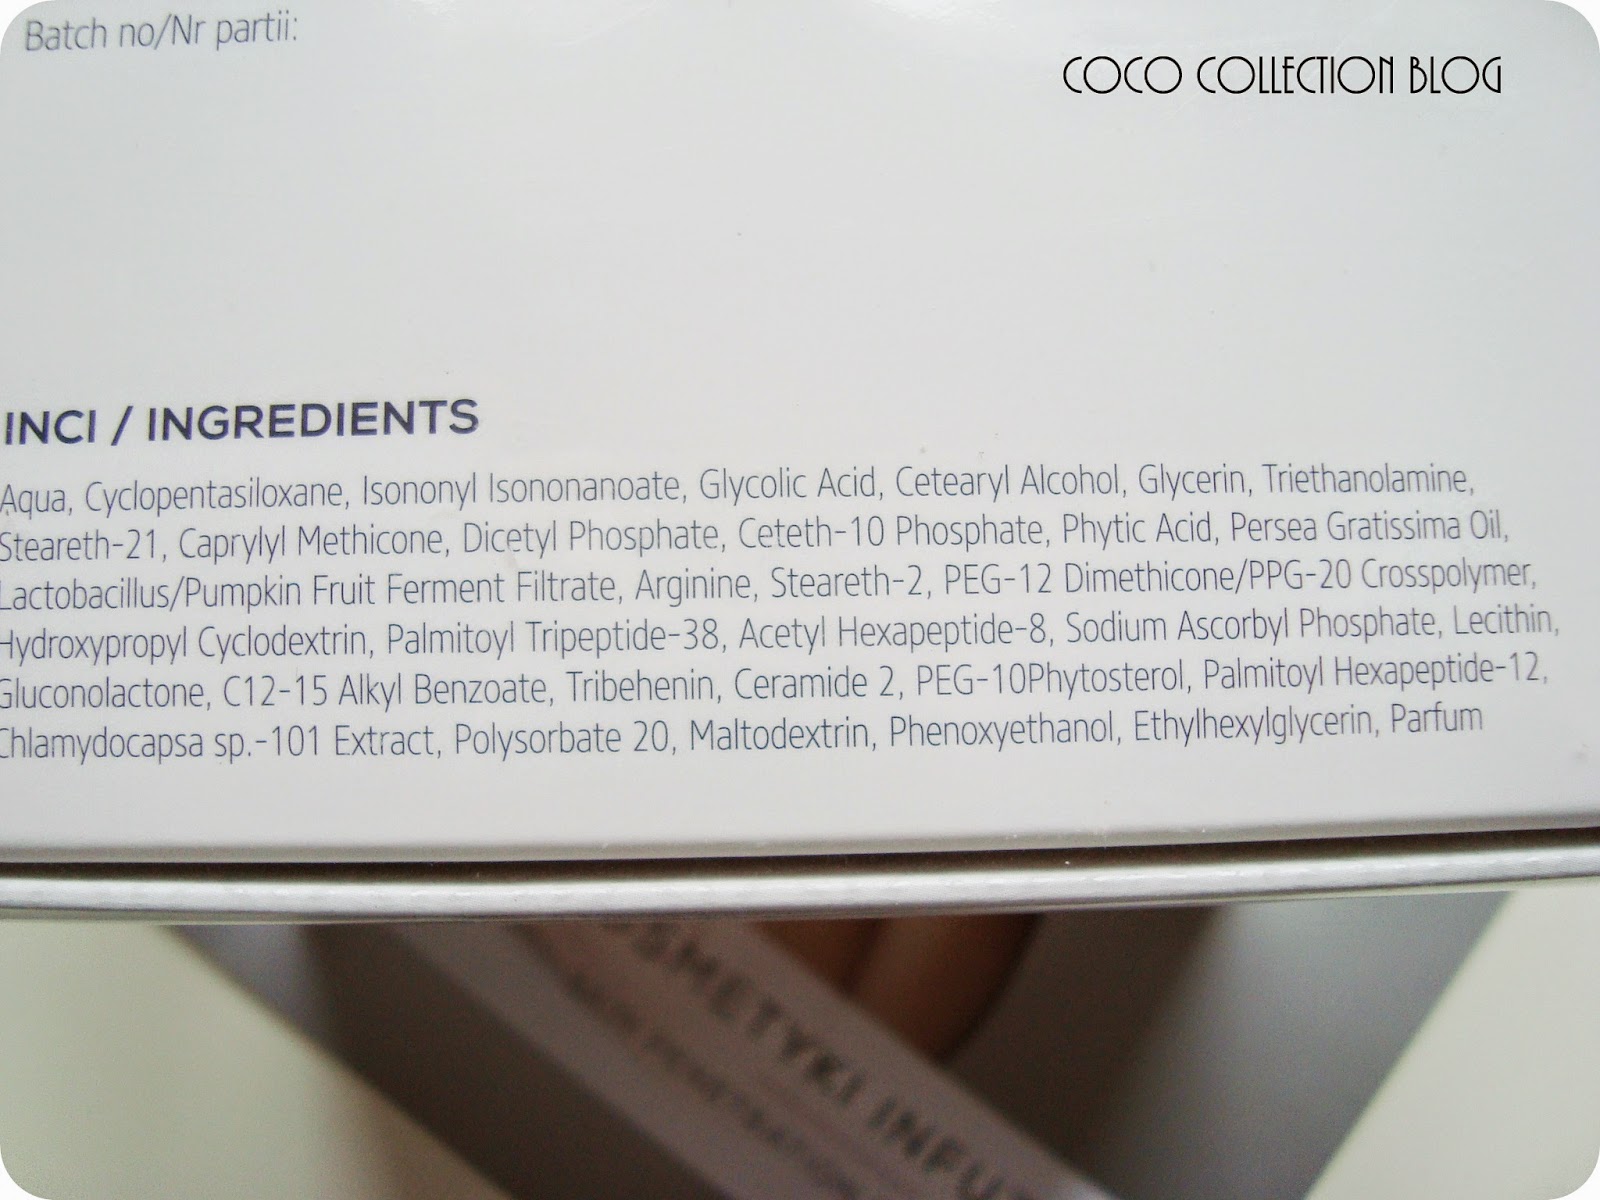 Batch no/Nr partii:
COCO COLLECTION BLOG
INCI / INGREDIENTS
Aqua, Cyclopentasiloxane, Isononyl Isononanoate, Glycolic Acid, Cetearyl Alcohol, Glycerin, Triethanolamine,
Steareth-21, Caprylyl Methicone, Dicetyl Phosphate, Ceteth-10 Phosphate, Phytic Acid, Persea Gratissima Oil,
Lactobacillus/Pumpkin Fruit Ferment Filtrate, Arginine, Steareth-2, PEG-12 Dimethicone/PPG-20 Crosspolymer,
Hydroxypropyl Cyclodextrin, Palmitoyl Tripeptide-38, Acetyl Hexapeptide-8, Sodium Ascorbyl Phosphate, Lecithin,
Gluconolactone, C12-15 Alkyl Benzoate, Tribehenin, Ceramide 2, PEG-10Phytosterol, Palmitoyl Hexapeptide-12,
Chlamydocapsa sp.-101 Extract, Polysorbate 20, Maltodextrin, Phenoxyethanol, Ethylhexylglycerin, Parfum
OSMETYKI INFU
PENETRATION